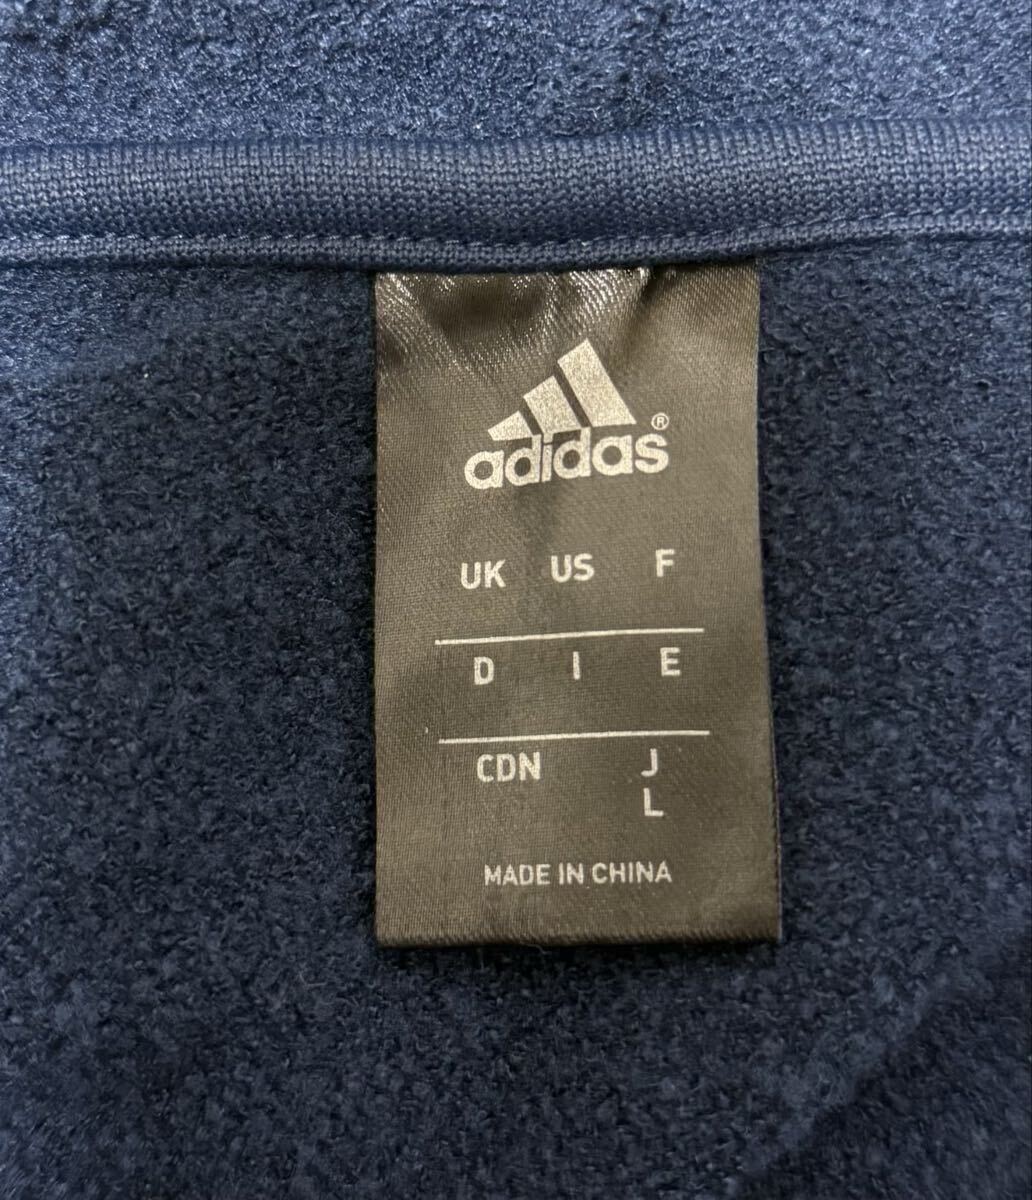 adidas®
UK US F
D I E
CDN J
L
MADE IN CHINA